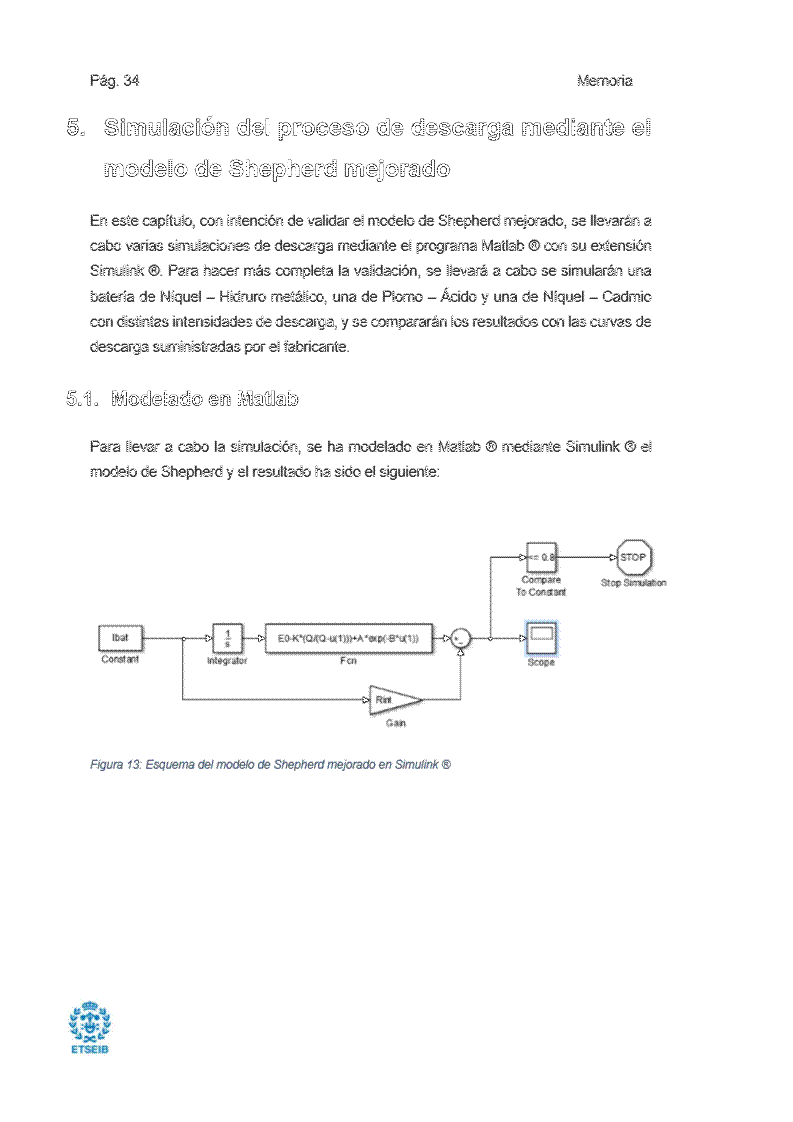 Pág. 34 Memoria
5. Simulación del proceso de descarga mediante el
modelo de Shepherd mejorado
En este capítulo, con intención de validar el modelo de Shepherd mejorado, se llevarán a
cabo varias simulaciones de descarga mediante el programa Matlab ® con su extensión
Simulink ®. Para hacer más completa la validación, se llevará a cabo se simularán una
batería de Níquel – Hidruro metálico, una de Plomo – Ácido y una de Níquel – Cadmio
con distintas intensidades de descarga, y se compararán los resultados con las curvas de
descarga suministradas por el fabricante.
5.1. Modelado en Matlab
Para llevar a cabo la simulación, se ha modelado en Matlab ® mediante Simulink ® el
modelo de Shepherd y el resultado ha sido el siguiente:
<= 0.8
STOP
Compare
To Constant
Stop Simulation
Ibat
1
s
E0-K*(Q/(Q-u(1)))+A*exp(-B*u(1))
Constant
Integrator
Fcn
Scope
Rint
Gain
Figura 13: Esquema del modelo de Shepherd mejorado en Simulink ®
ETSEIB